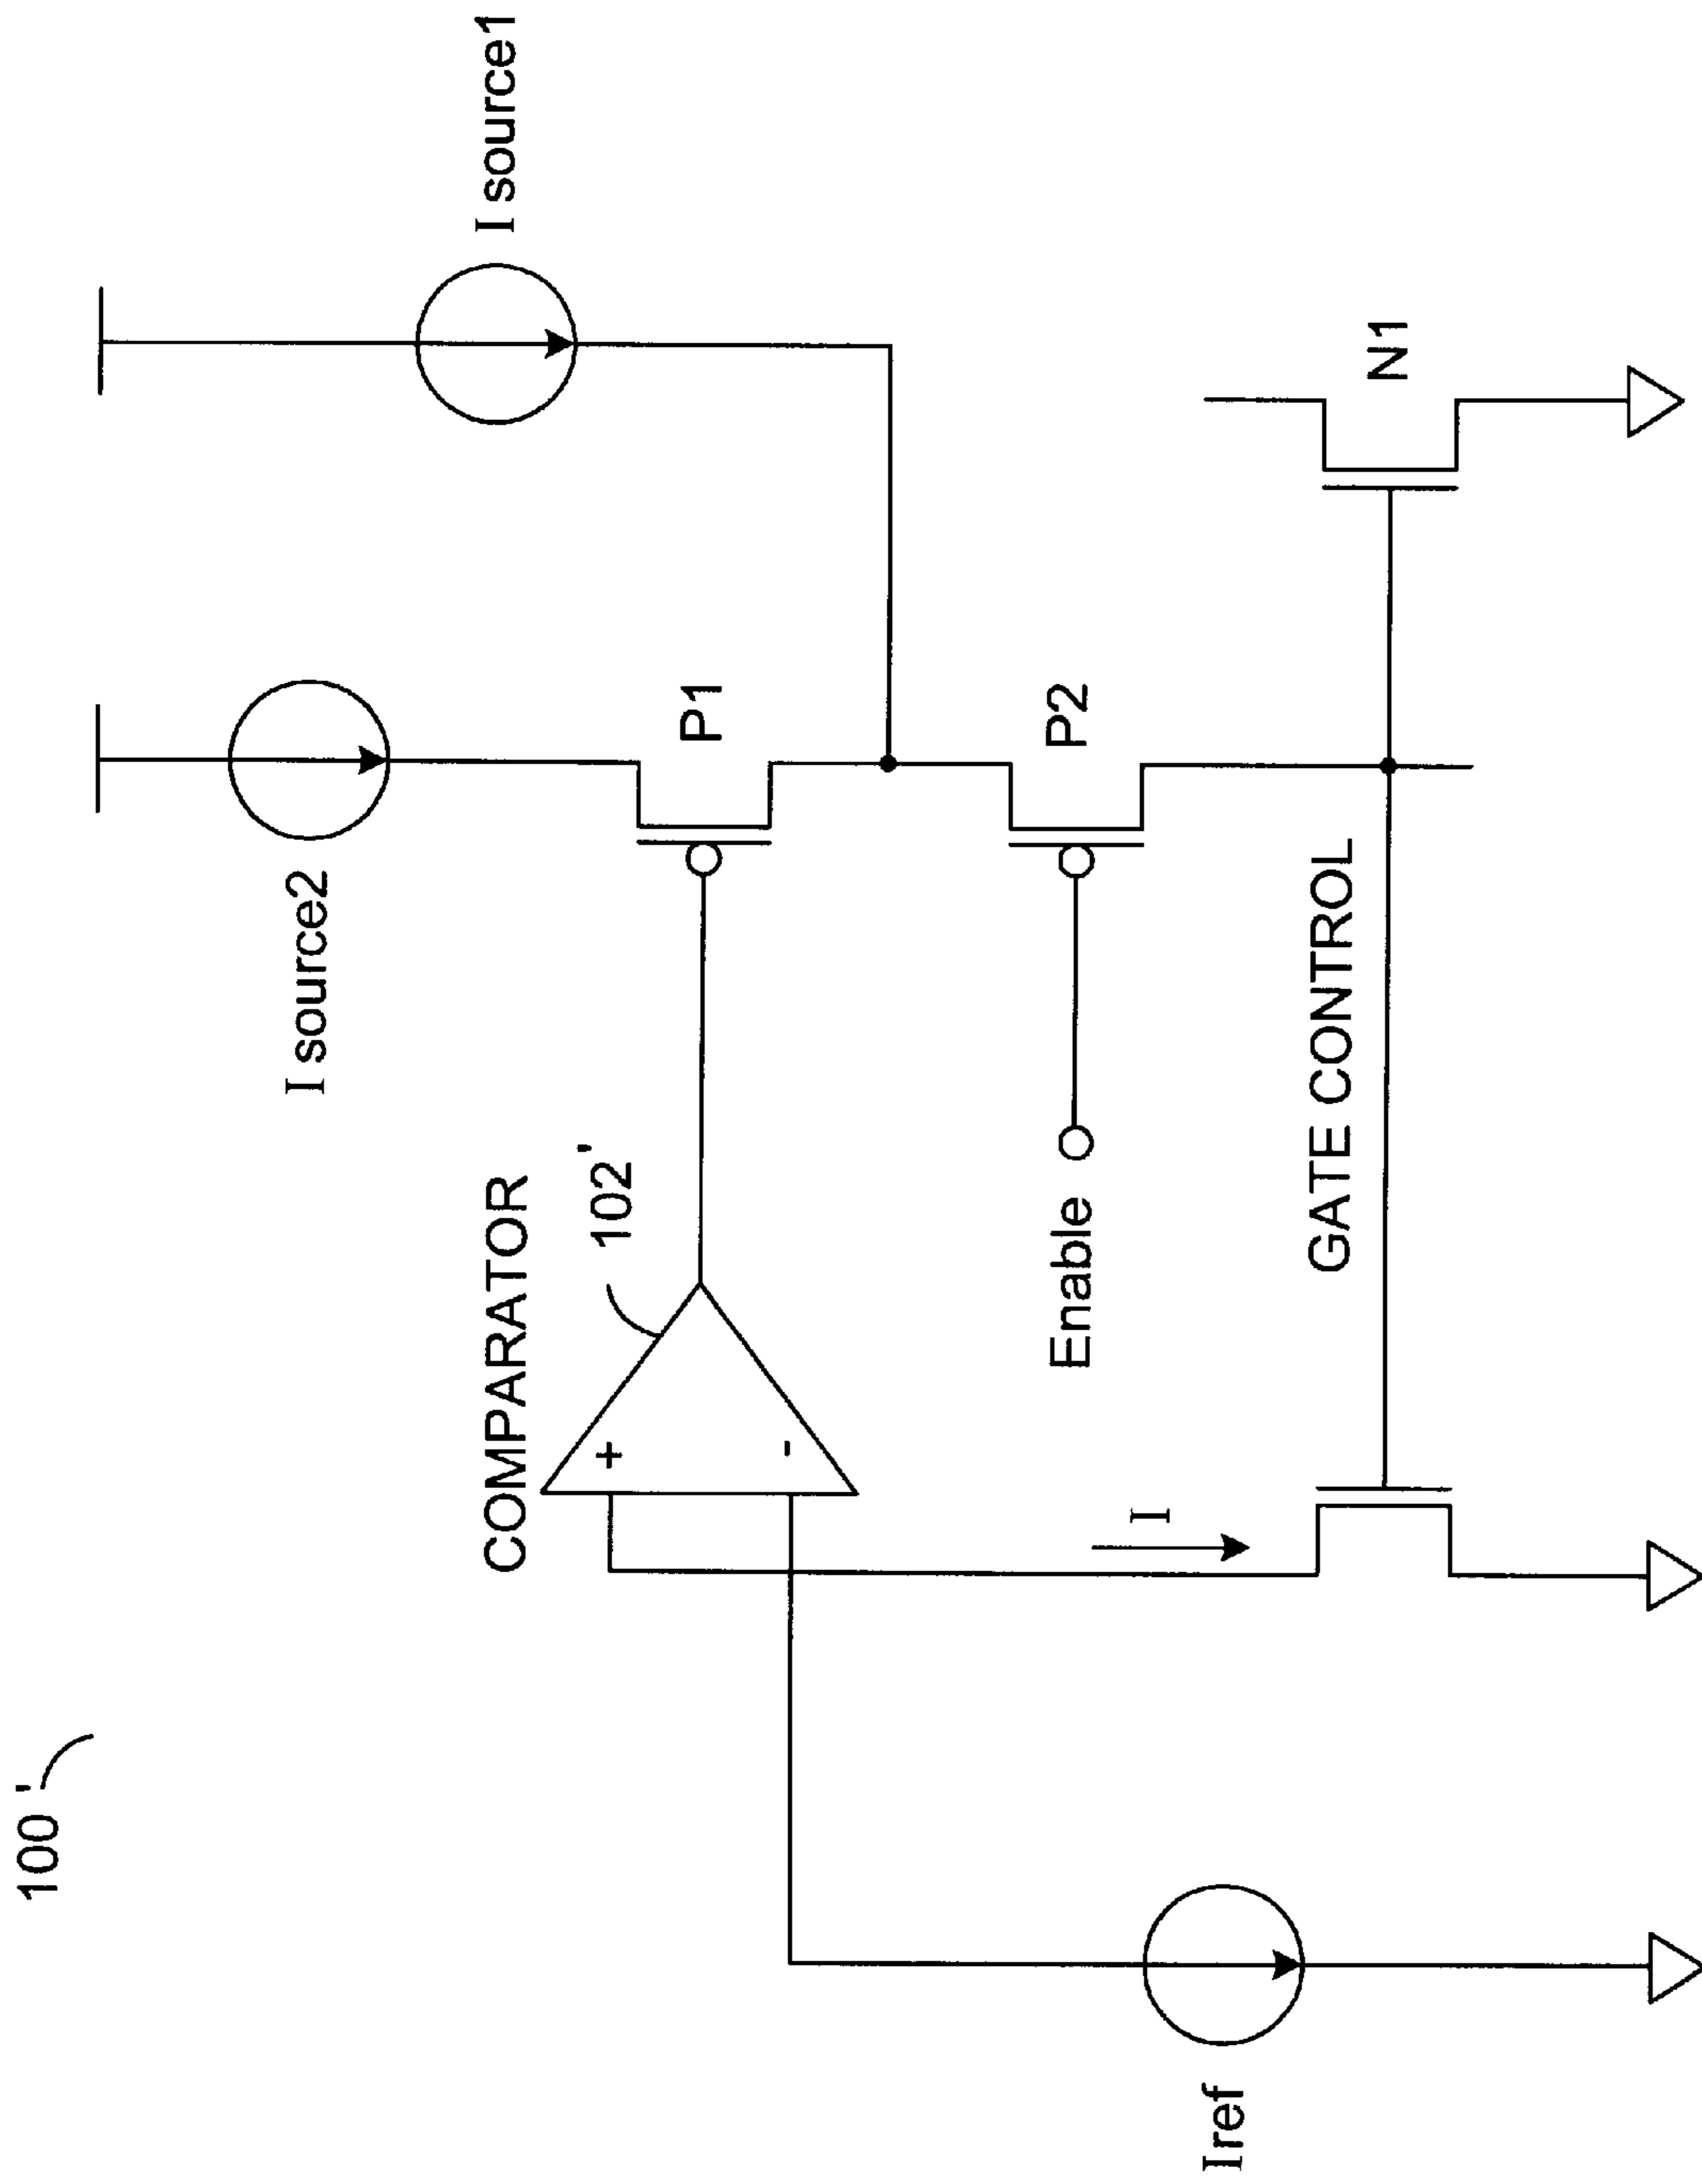 100'
COMPARATOR
102'
+
-
I source2
I source1
P1
P2
Enable
I
GATE CONTROL
N1
Iref